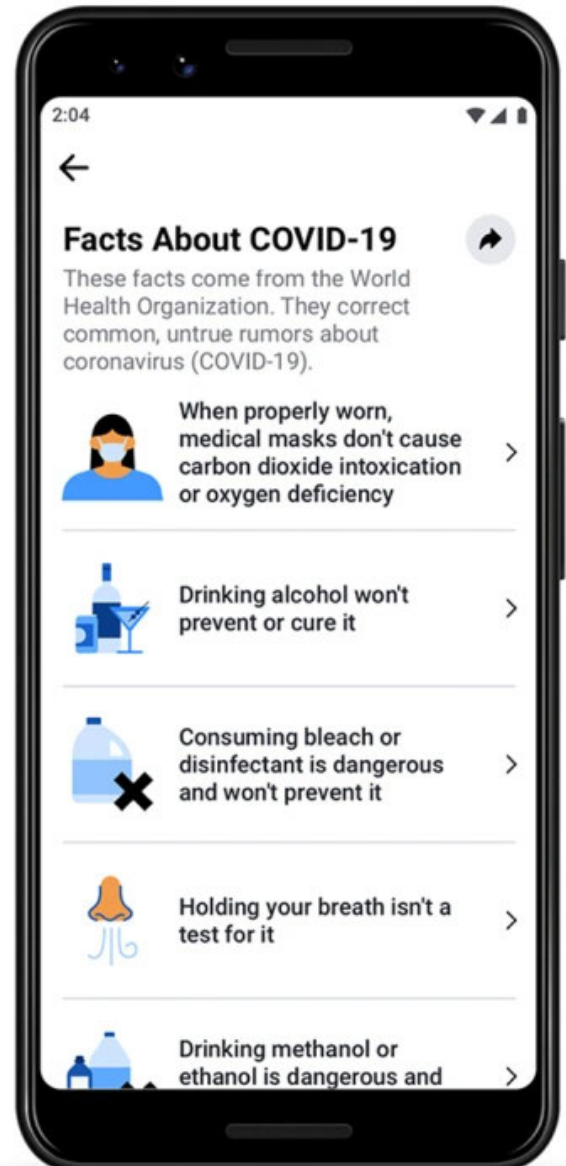 2:04
Facts About COVID-19
These facts come from the World
Health Organization. They correct
common, untrue rumors about
coronavirus (COVID-19).
When properly worn,
medical masks don't cause
carbon dioxide intoxication
or oxygen deficiency
Drinking alcohol won't
prevent or cure it
Consuming bleach or
disinfectant is dangerous
and won't prevent it
Holding your breath isn't a
test for it
Drinking methanol or
ethanol is dangerous and